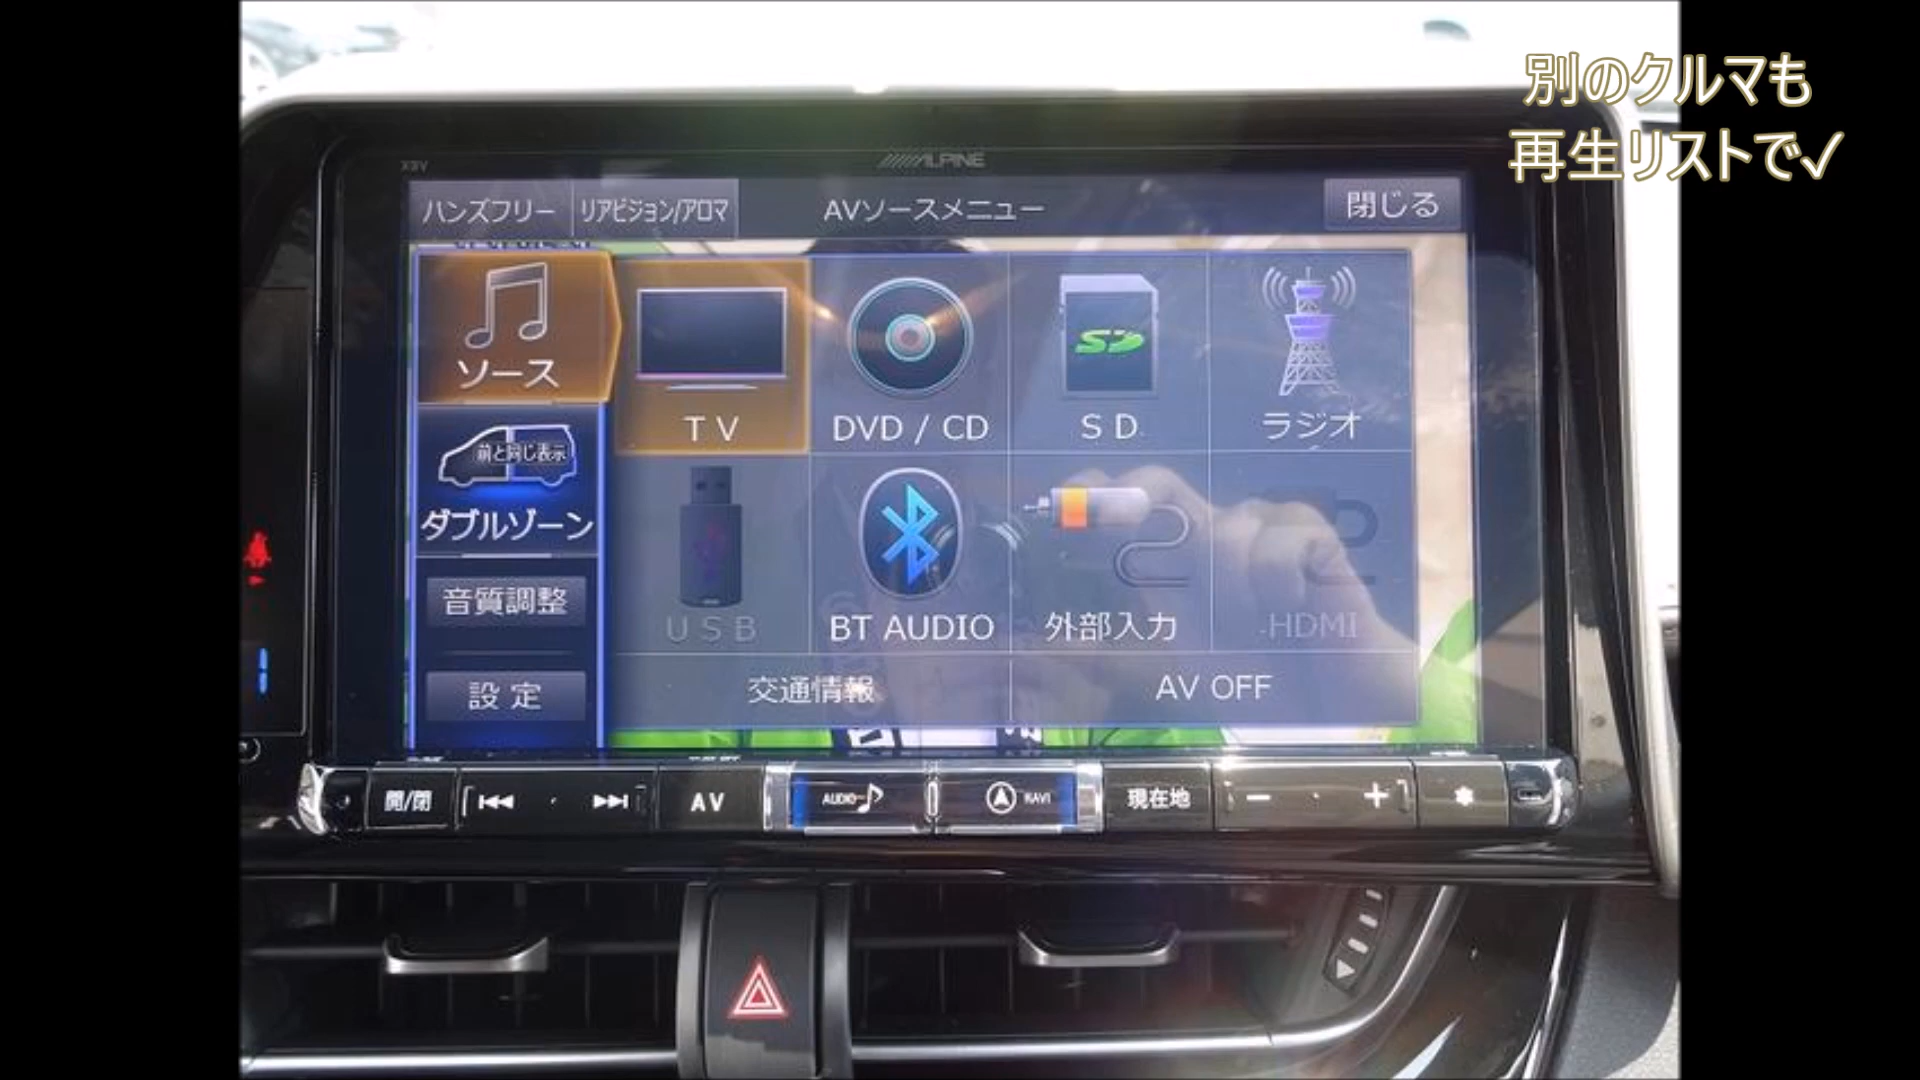 別のクルマも
再生リストで✓
X9V
ALPINE
ハンズフリー
リアビジョン/アロマ
AVソースメニュー
閉じる
ソース
TV
DVD / CD
SD
ラジオ
前と同じ表示
ダブルゾーン
USB
BT AUDIO
外部入力
HDMI
音質調整
設定
交通情報
AV OFF
開/閉
AV
AUDIO
NAVI
現在地
－
+